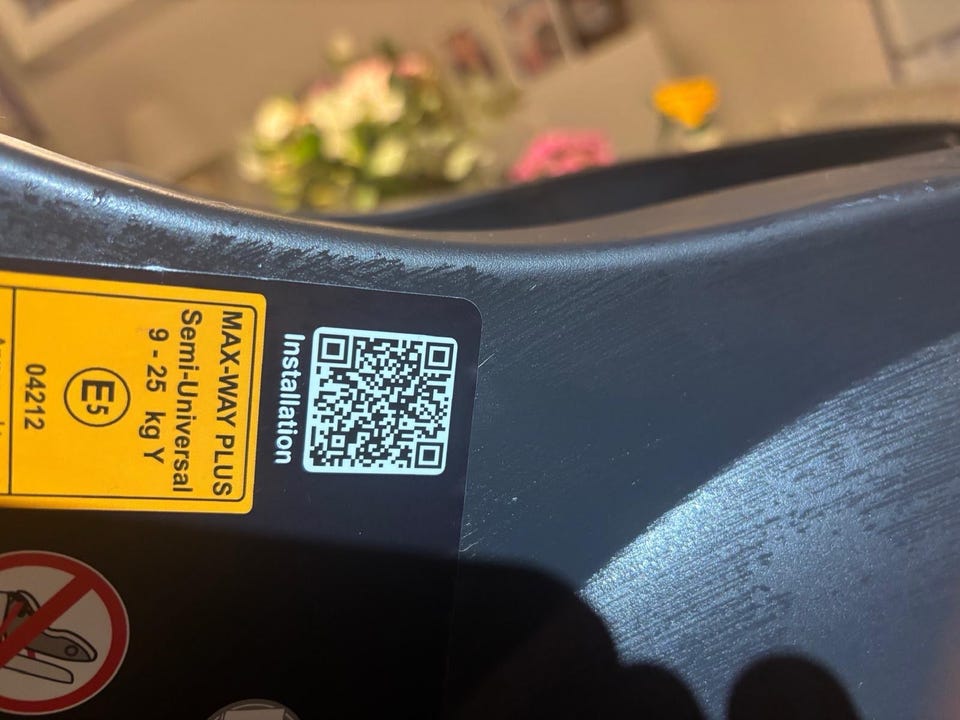 MAX-WAY PLUS
Semi-Universal
9 - 25 kg Y
E5
04212
Installation